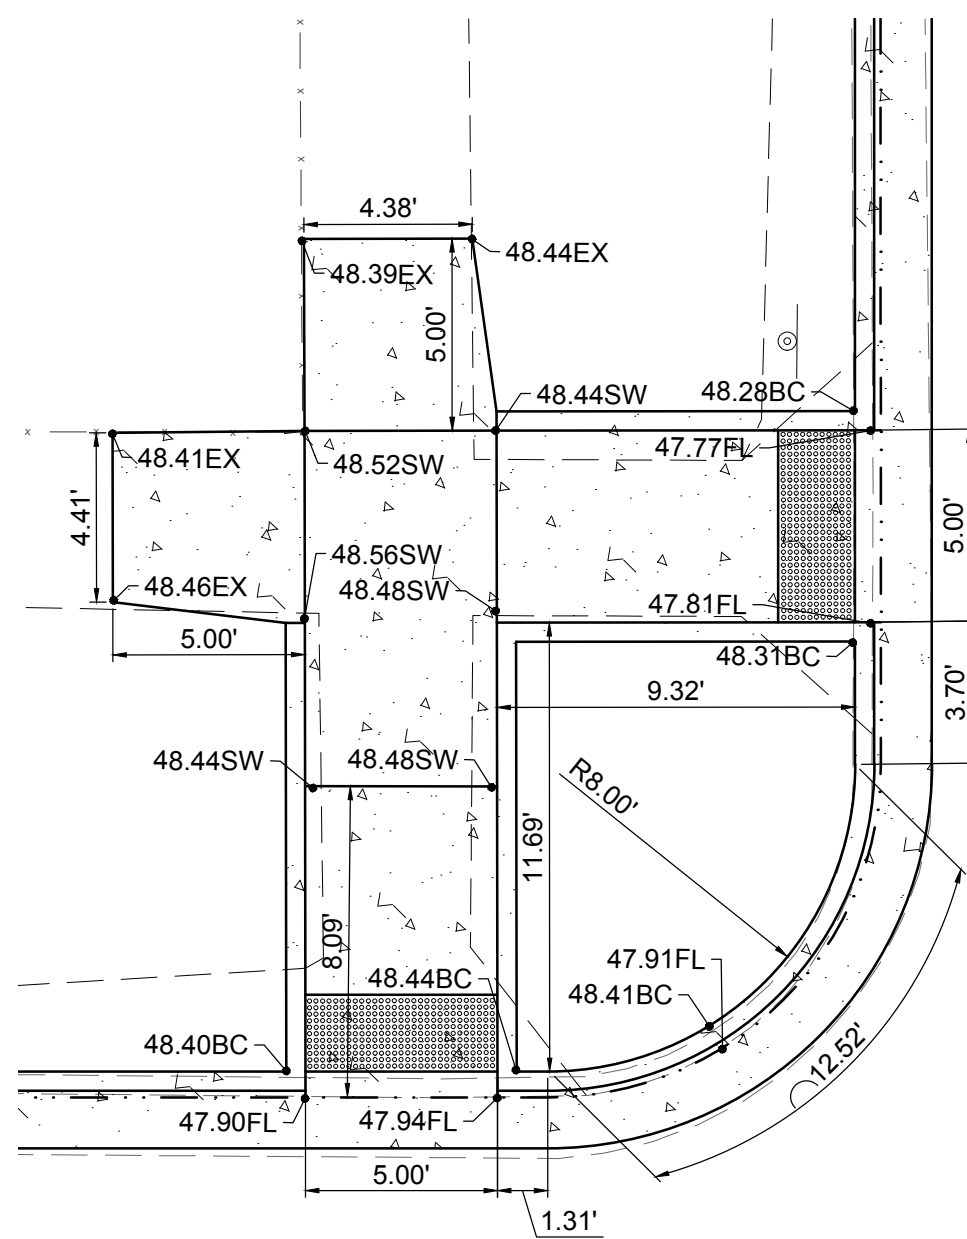 4.38'
48.44EX
48.39EX
5.00'
48.44SW
48.28BC
48.41EX
48.52SW
47.77FL
4.41'
5.00'
48.56SW
48.46EX
48.48SW
47.81FL
5.00'
48.31BC
9.32'
3.70'
48.44SW
48.48SW
R8.00'
11.69'
8.09'
47.91FL
48.44BC
48.41BC
48.40BC
12.52'
47.90FL
47.94FL
5.00'
1.31'